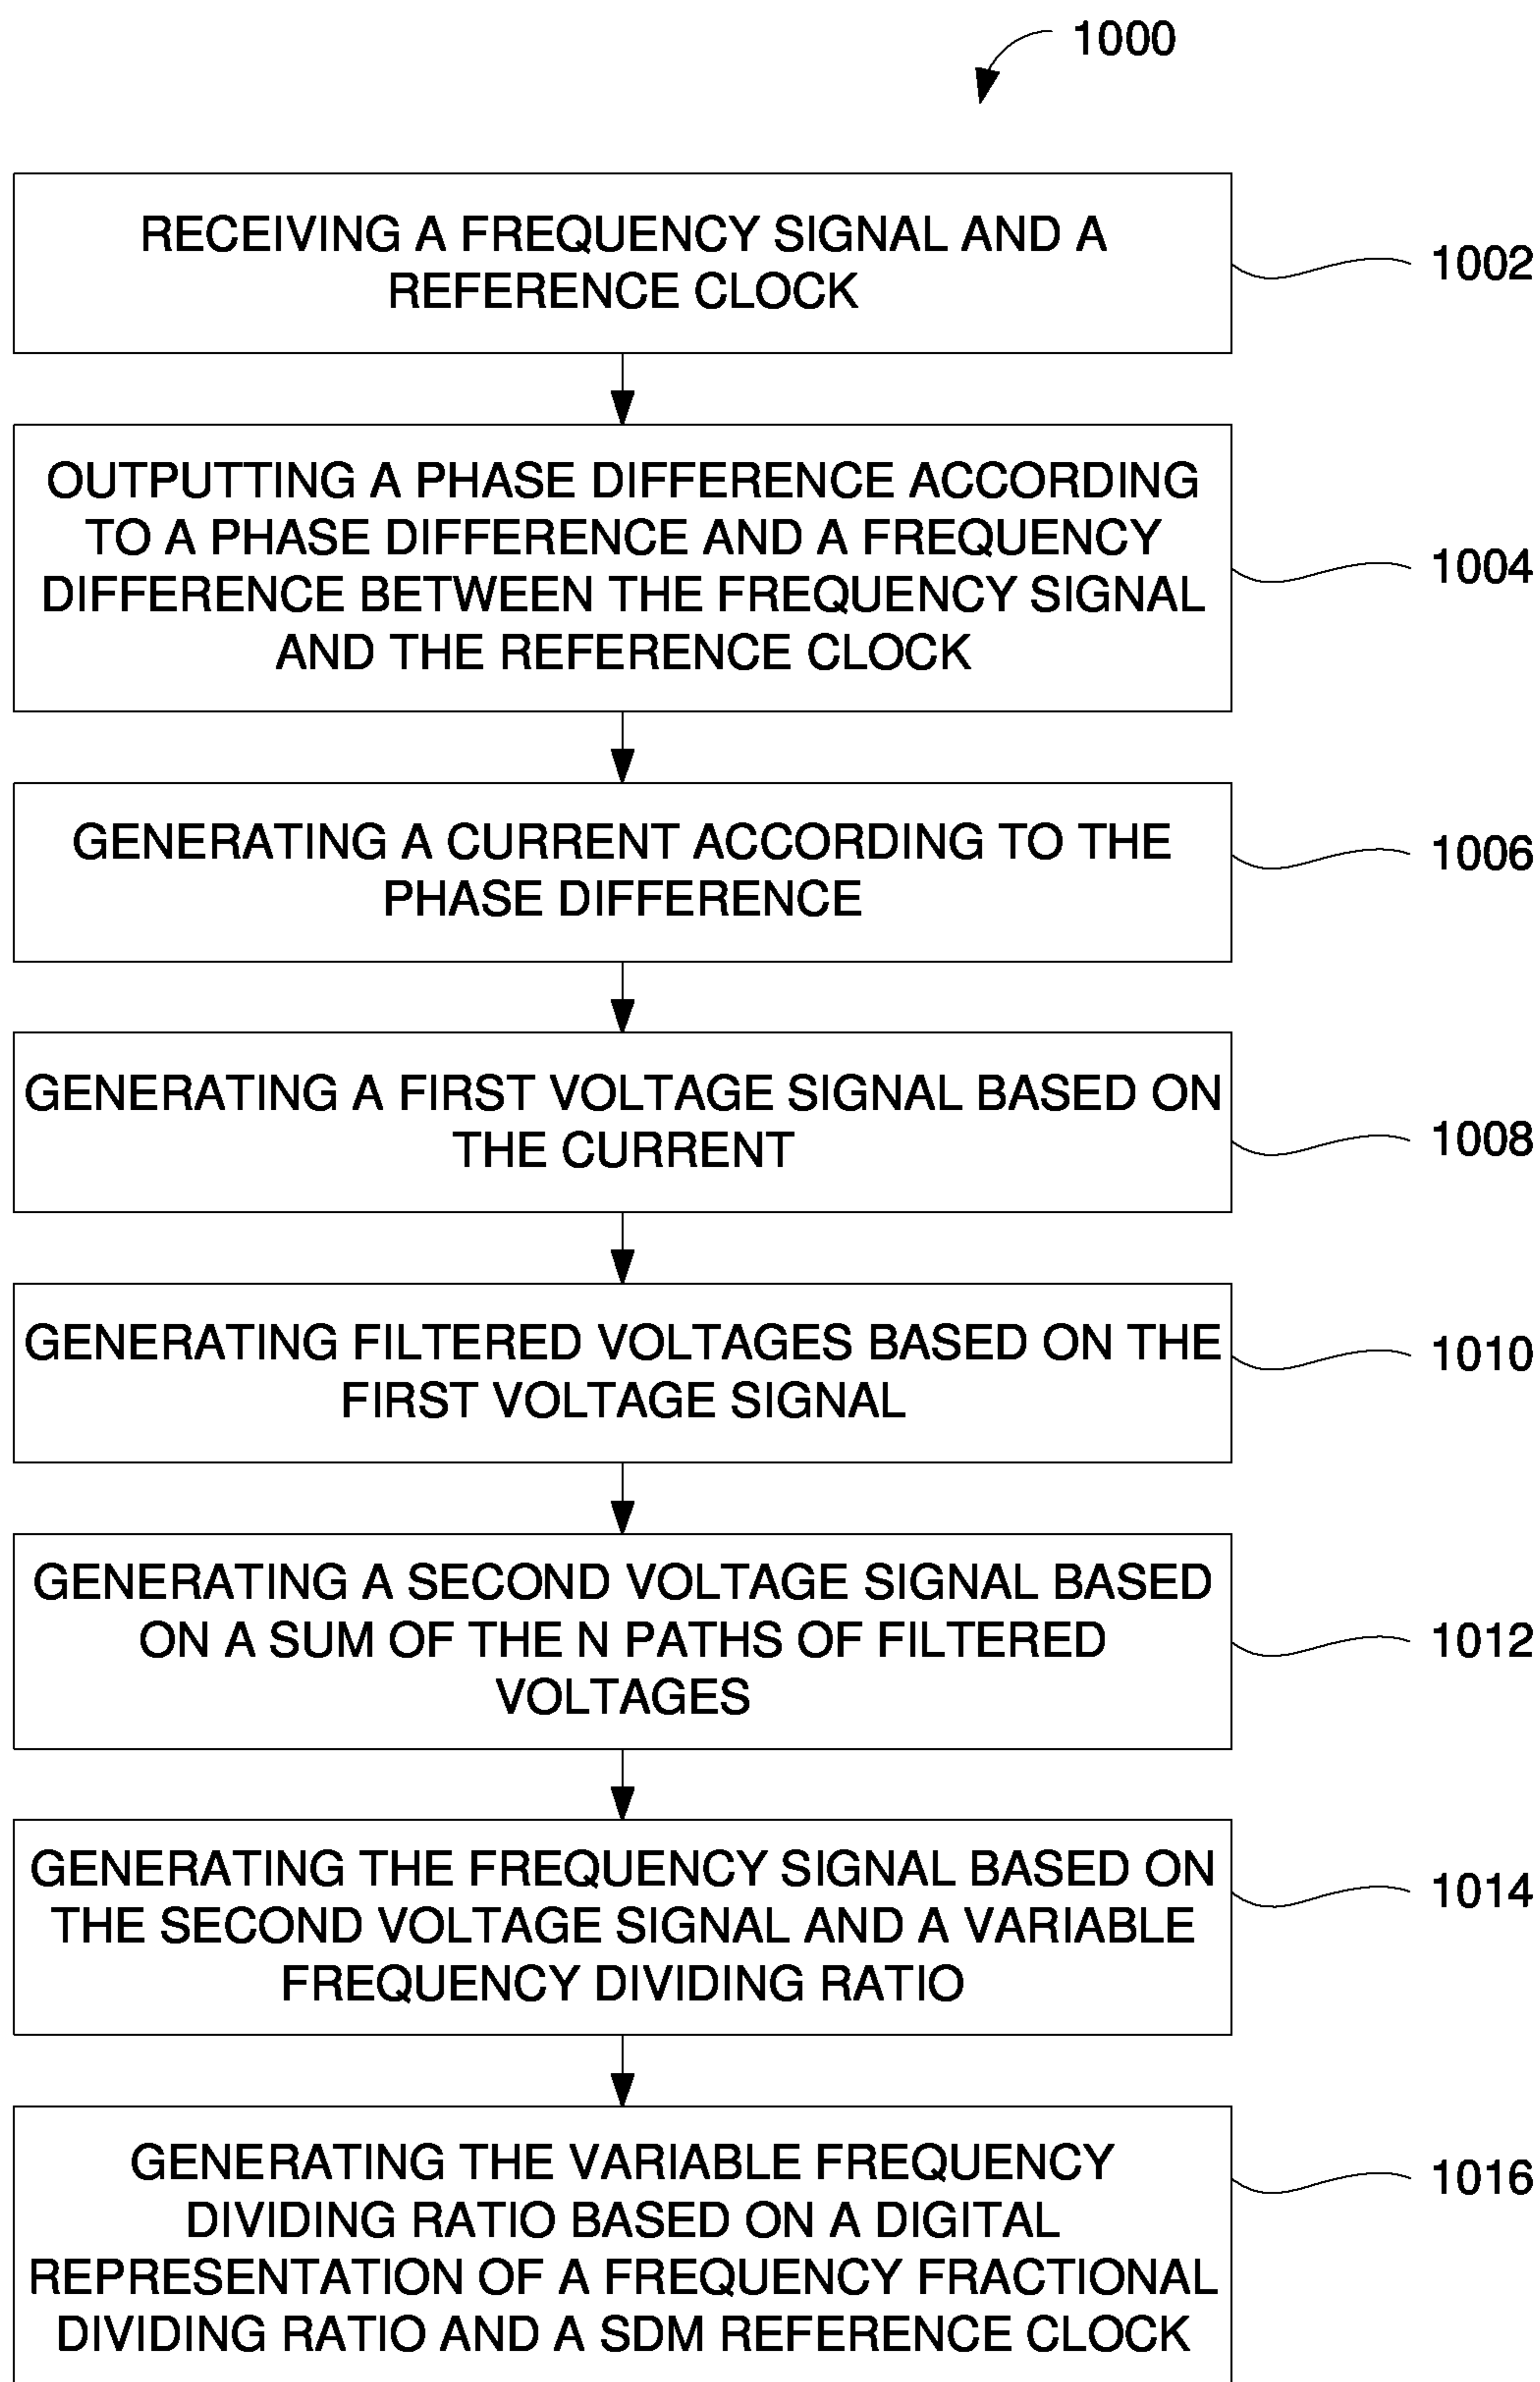 1000
RECEIVING A FREQUENCY SIGNAL AND A
REFERENCE CLOCK
1002
OUTPUTTING A PHASE DIFFERENCE ACCORDING
TO A PHASE DIFFERENCE AND A FREQUENCY
DIFFERENCE BETWEEN THE FREQUENCY SIGNAL
AND THE REFERENCE CLOCK
1004
GENERATING A CURRENT ACCORDING TO THE
PHASE DIFFERENCE
1006
GENERATING A FIRST VOLTAGE SIGNAL BASED ON
THE CURRENT
1008
GENERATING FILTERED VOLTAGES BASED ON THE
FIRST VOLTAGE SIGNAL
1010
GENERATING A SECOND VOLTAGE SIGNAL BASED
ON A SUM OF THE N PATHS OF FILTERED
VOLTAGES
1012
GENERATING THE FREQUENCY SIGNAL BASED ON
THE SECOND VOLTAGE SIGNAL AND A VARIABLE
FREQUENCY DIVIDING RATIO
1014
GENERATING THE VARIABLE FREQUENCY
DIVIDING RATIO BASED ON A DIGITAL
REPRESENTATION OF A FREQUENCY FRACTIONAL
DIVIDING RATIO AND A SDM REFERENCE CLOCK
1016